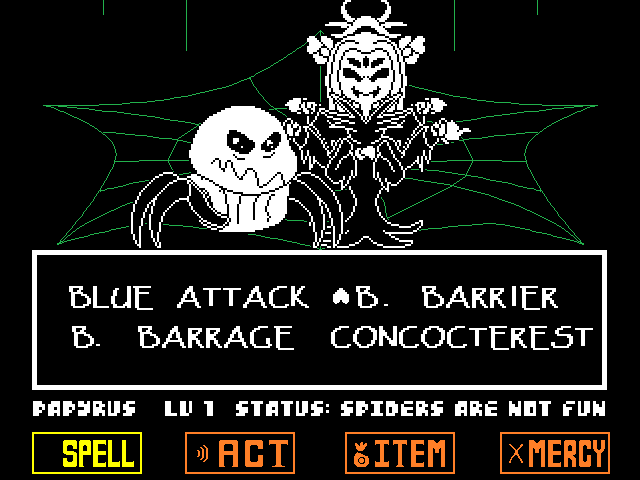 BLUE ATTACK B. BARRIER
B. BARRAGE CONCOCTEREST
PAPYRUS LV 1 STATUS: SPIDERS ARE NOT FUN
SPELL ACT ITEM MERCY